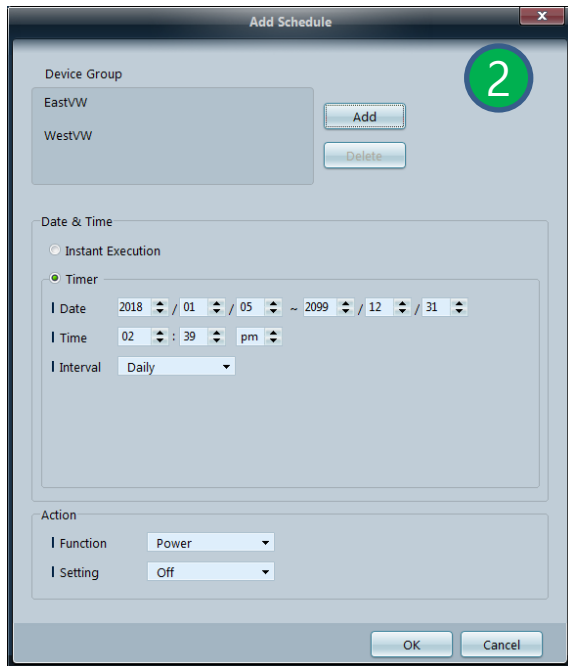 Add Schedule
x
2
Device Group
EastVW
WestVW
Add
Delete
Date & Time
Instant Execution
Timer
Date 2018 / 01 / 05 ~ 2099 / 12 / 31
Time 02 : 39 pm
Interval Daily
Action
Function Power
Setting Off
OK Cancel